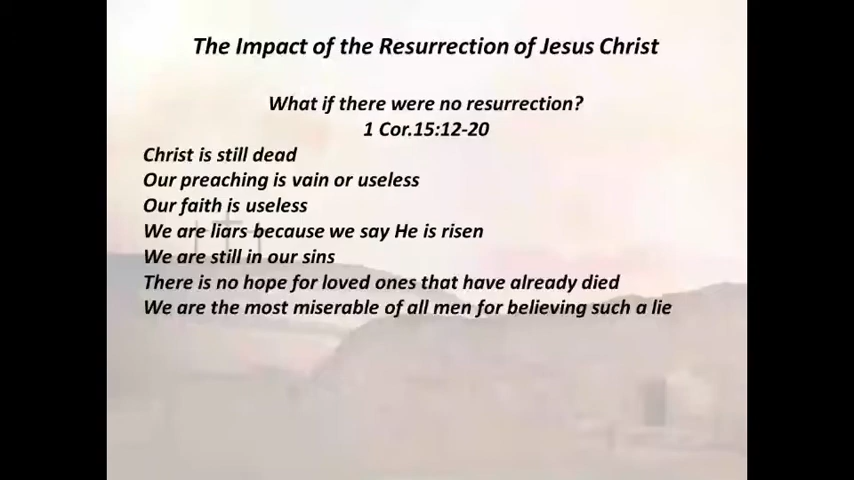 The Impact of the Resurrection of Jesus Christ
What if there were no resurrection?
1 Cor.15:12-20
Christ is still dead
Our preaching is vain or useless
Our faith is useless
We are liars because we say He is risen
We are still in our sins
There is no hope for loved ones that have already died
We are the most miserable of all men for believing such a lie